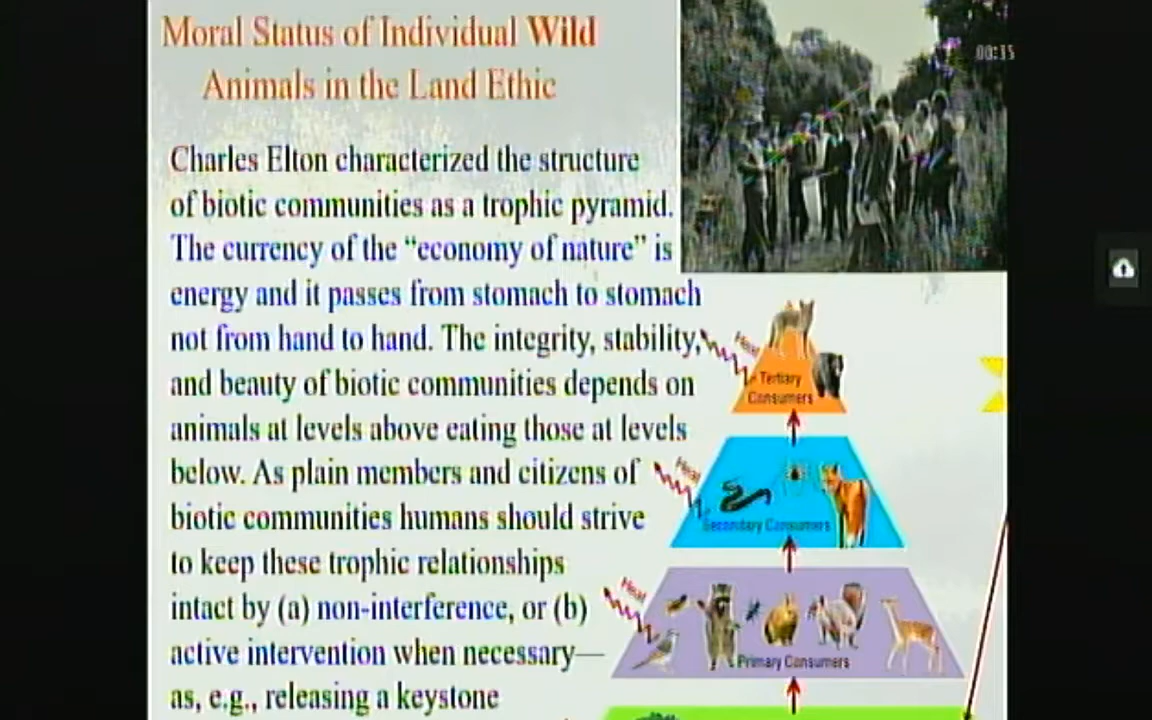 Moral Status of Individual Wild
Animals in the Land Ethic
00:35
Charles Elton characterized the structure
of biotic communities as a trophic pyramid.
The currency of the “economy of nature” is
energy and it passes from stomach to stomach
not from hand to hand. The integrity, stability,
and beauty of biotic communities depends on
animals at levels above eating those at levels
below. As plain members and citizens of
biotic communities humans should strive
to keep these trophic relationships
intact by (a) non-interference, or (b)
active intervention when necessary—
as, e.g., releasing a keystone
Heat
Tertiary
Consumers
Heat
Secondary Consumers
Heat
Primary Consumers